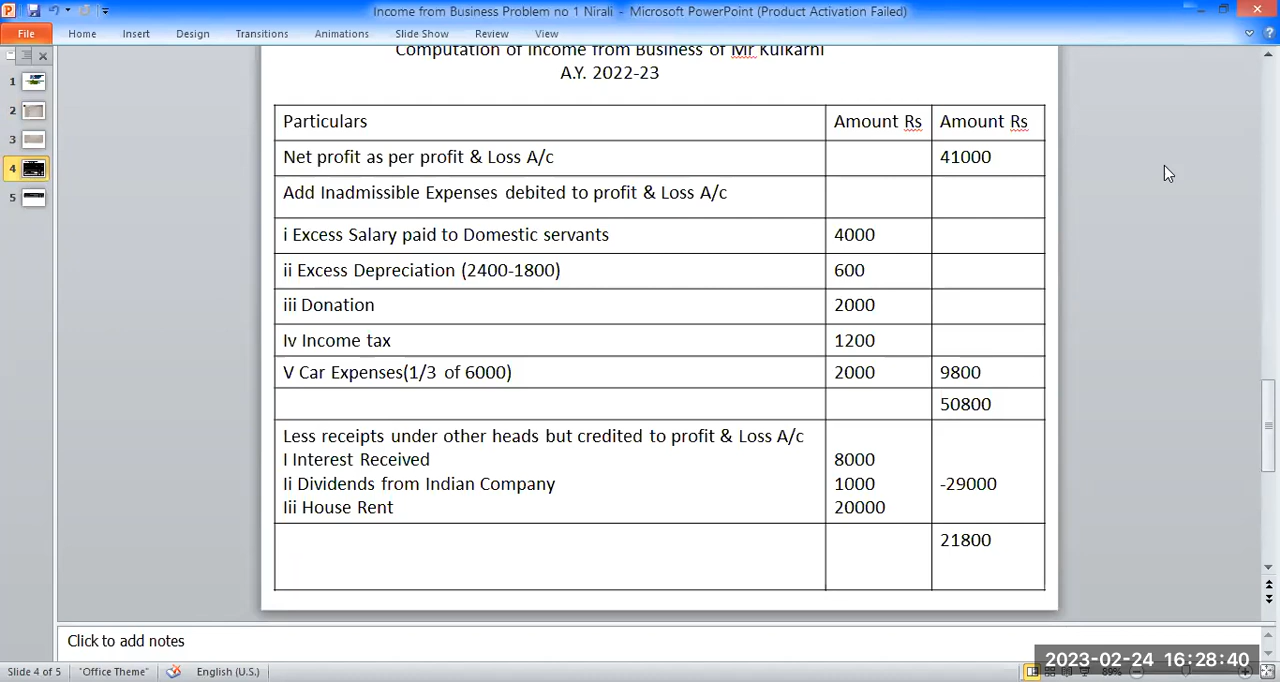 Income from Business Problem no 1 Nirali - Microsoft PowerPoint (Product Activation Failed)
File Home Insert Design Transitions Animations Slide Show Review View
1
2
3
4
5
Computation of Income from Business of Mr Kulkarni
A.Y. 2022-23
Particulars Amount Rs Amount Rs
Net profit as per profit & Loss A/c 41000
Add Inadmissible Expenses debited to profit & Loss A/c
i Excess Salary paid to Domestic servants 4000
ii Excess Depreciation (2400-1800) 600
iii Donation 2000
Iv Income tax 1200
V Car Expenses(1/3 of 6000) 2000 9800
50800
Less receipts under other heads but credited to profit & Loss A/c
I Interest Received 8000
Ii Dividends from Indian Company 1000 -29000
Iii House Rent 20000
21800
Click to add notes
2023-02-24 16:28:40
Slide 4 of 5 "Office Theme" English (U.S.) 89%